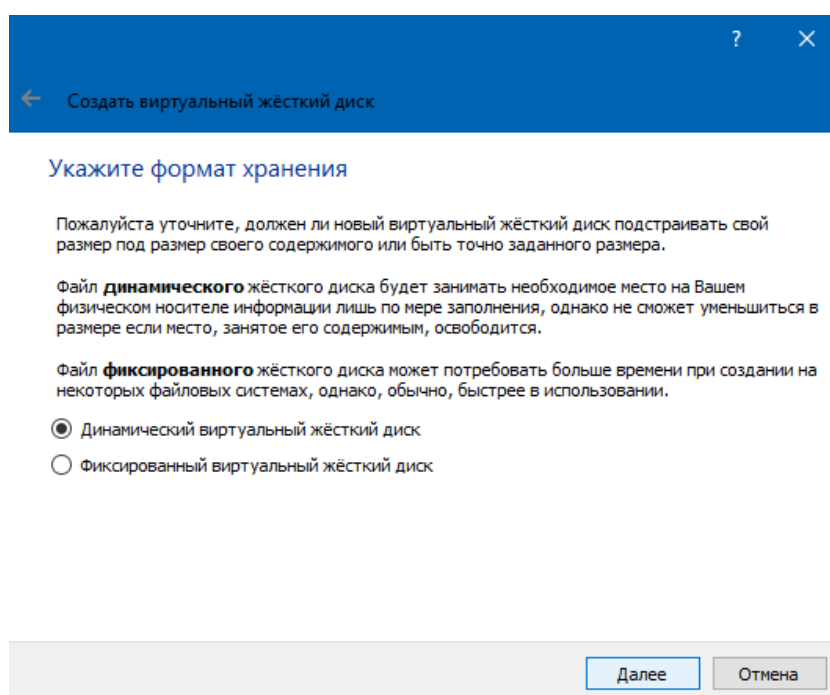 ?
Создать виртуальный жёсткий диск
Укажите формат хранения
Пожалуйста уточните, должен ли новый виртуальный жёсткий диск подстраивать свой
размер под размер своего содержимого или быть точно заданного размера.
Файл динамического жёсткого диска будет занимать необходимое место на Вашем
физическом носителе информации лишь по мере заполнения, однако не сможет уменьшиться в
размере если место, занятое его содержимым, освободится.
Файл фиксированного жёсткого диска может потребовать больше времени при создании на
некоторых файловых системах, однако, обычно, быстрее в использовании.
Динамический виртуальный жёсткий диск
Фиксированный виртуальный жёсткий диск
Далее Отмена